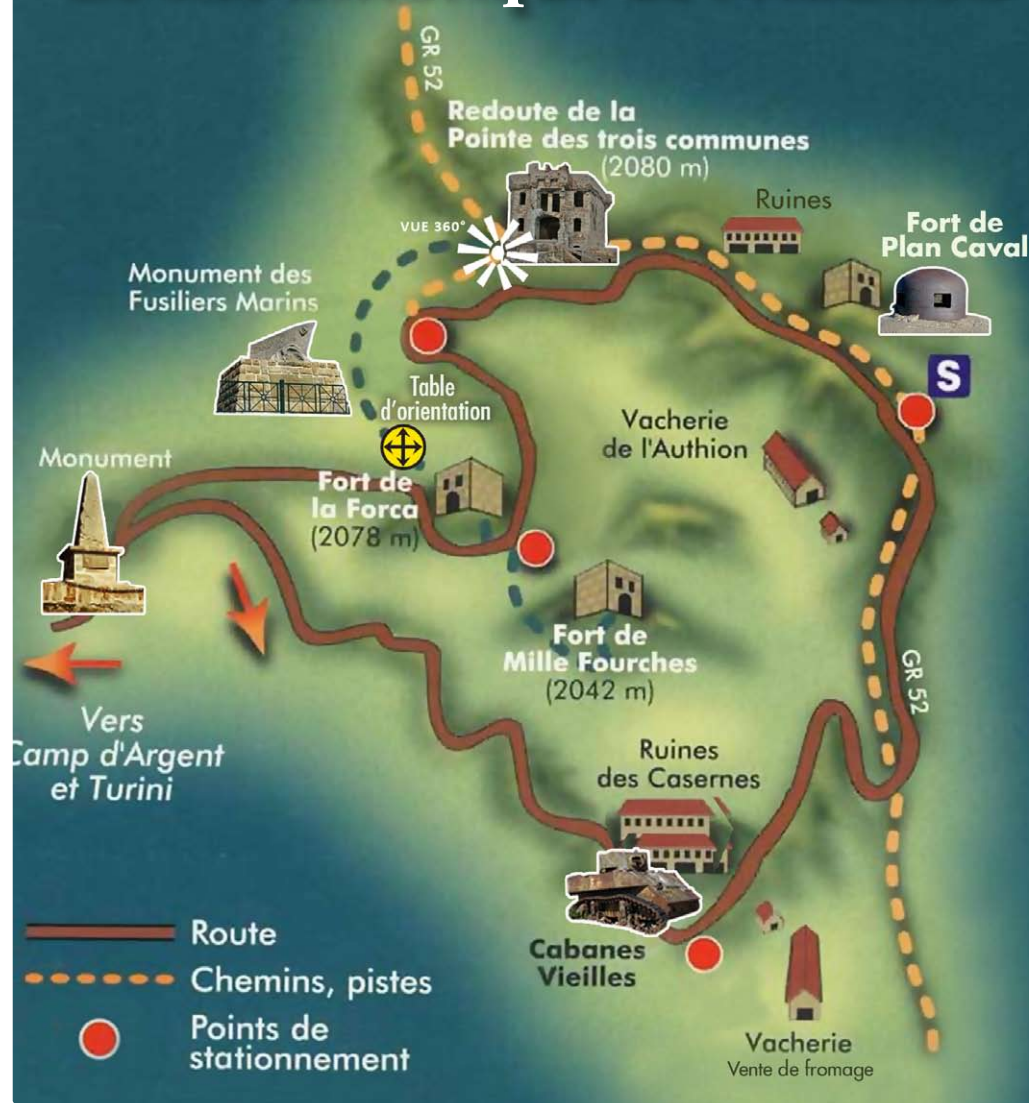 GR 52
Redoute de la
Pointe des trois communes
(2080 m)
VUE 360°
Ruines
Fort de
Plan Caval
Monument des
Fusiliers Marins
S
Table
d'orientation
Vacherie
de l'Authion
Monument
Fort de
la Forca
(2078 m)
Fort de
Mille Fourches
(2042 m)
GR 52
Vers
Camp d'Argent
et Turini
Ruines
des Casernes
Cabanes
Vieilles
Vacherie
Vente de fromage
Route
Chemins, pistes
Points de
stationnement